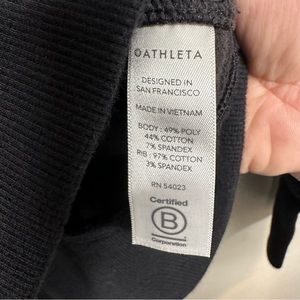 ATHLETA
DESIGNED IN
SAN FRANCISCO
MADE IN VIETNAM
BODY : 49% POLY
44% COTTON
7% SPANDEX
RIB : 97% COTTON
3% SPANDEX
RN 54023
Certified
B
Corporation